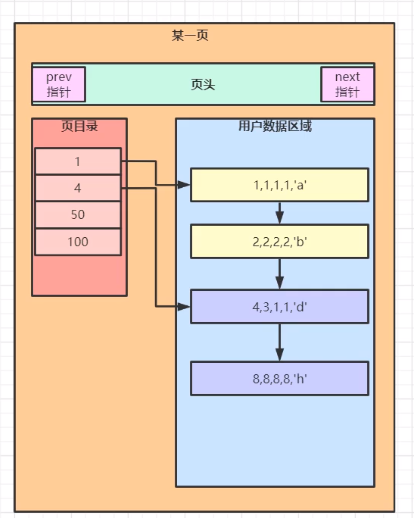 某一页
prev
指针
页头
next
指针
页目录
1
4
50
100
用户数据区域
1,1,1,1,'a'
2,2,2,2,'b'
4,3,1,1,'d'
8,8,8,8,'h'